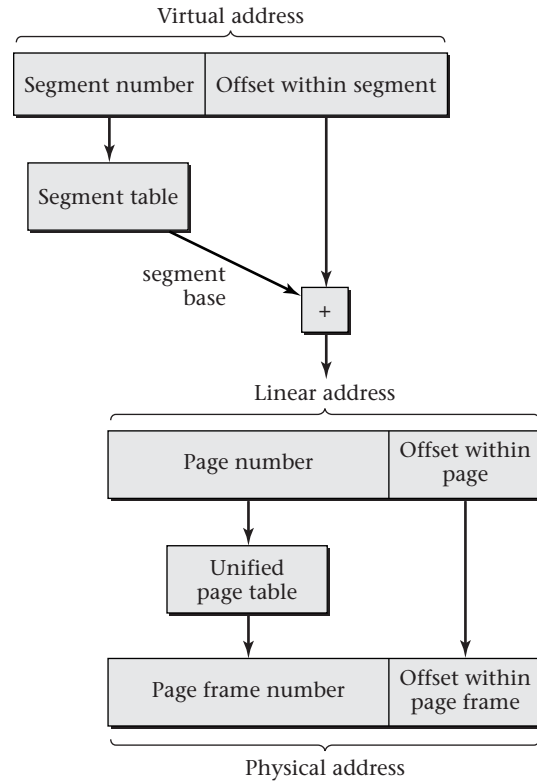 Virtual address
Segment number
Offset within segment
Segment table
segment
base
+
Linear address
Page number
Offset within
page
Unified
page table
Page frame number
Offset within
page frame
Physical address